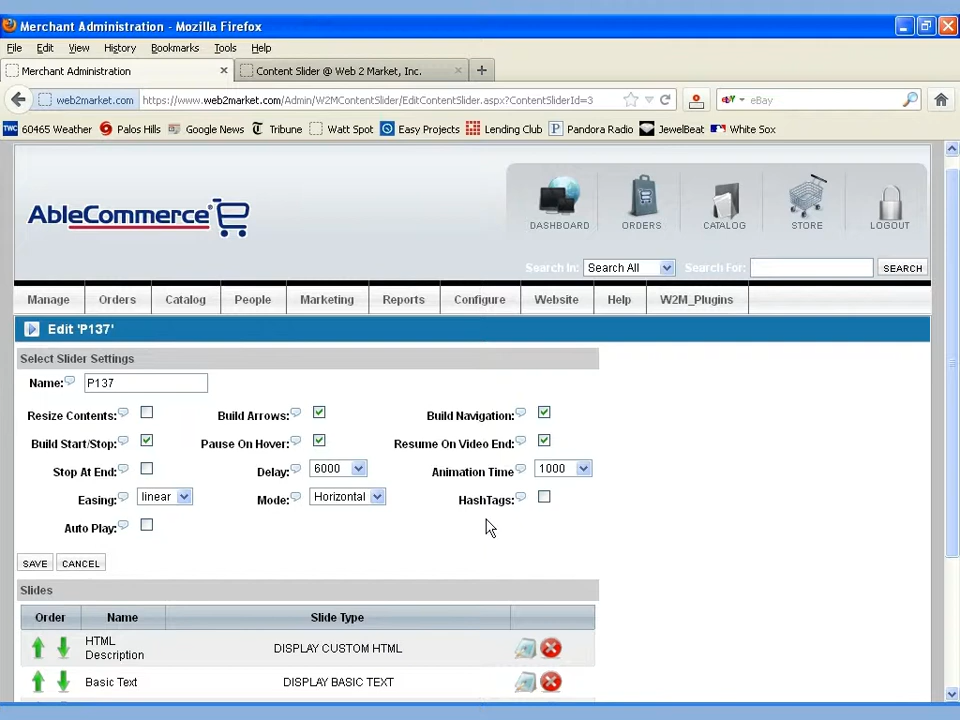 Merchant Administration - Mozilla Firefox
File Edit View History Bookmarks Tools Help
Merchant Administration
Content Slider @ Web 2 Market, Inc.
web2market.com https://www.web2market.com/Admin/W2MContentSlider/EditContentSlider.aspx?ContentSliderId=3 eBay
TWC 60465 Weather Palos Hills Google News Tribune Watt Spot Easy Projects Lending Club Pandora Radio JewelBeat White Sox
AbleCommerce
DASHBOARD ORDERS CATALOG STORE LOGOUT
Search In: Search All Search For: SEARCH
Manage Orders Catalog People Marketing Reports Configure Website Help W2M_Plugins
Edit 'P137'
Select Slider Settings
Name: P137
Resize Contents: Build Arrows: Build Navigation:
Build Start/Stop: Pause On Hover: Resume On Video End:
Stop At End: Delay: 6000 Animation Time 1000
Easing: linear Mode: Horizontal HashTags:
Auto Play:
SAVE CANCEL
Slides
Order Name Slide Type
HTML Description DISPLAY CUSTOM HTML
Basic Text DISPLAY BASIC TEXT